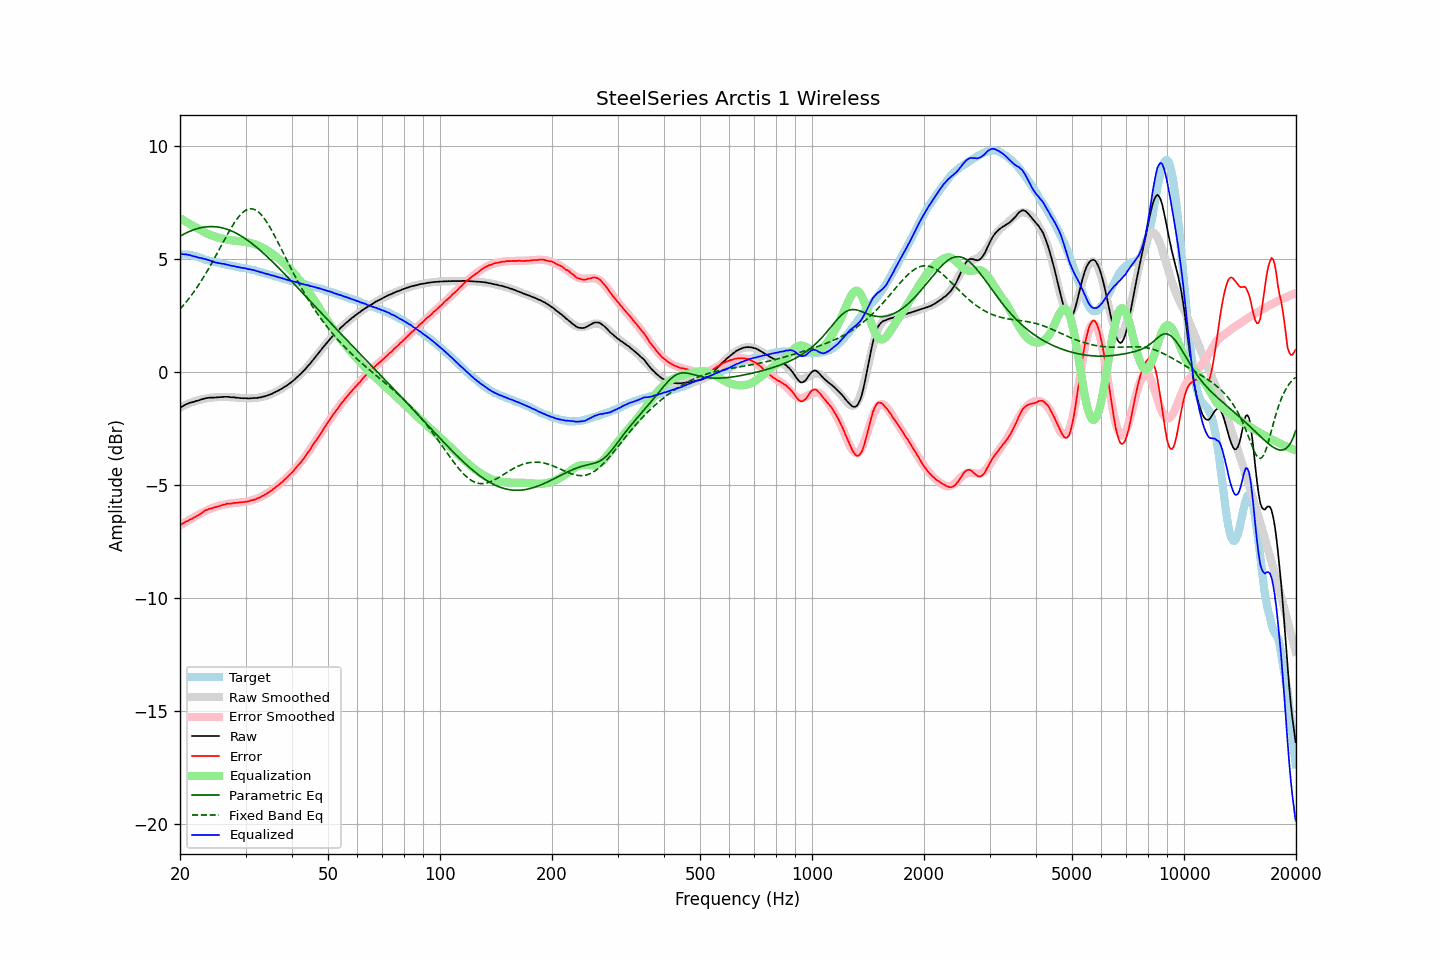 SteelSeries Arctis 1 Wireless
Amplitude (dBr)
10
5
0
−5
−10
−15
−20
Target
Raw Smoothed
Error Smoothed
Raw
Error
Equalization
Parametric Eq
Fixed Band Eq
Equalized
20 50 100 200 500 1000 2000 5000 10000 20000
Frequency (Hz)